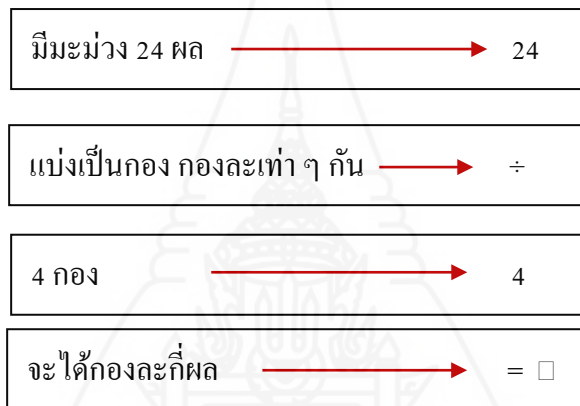 มีมะม่วง 24 ผล 24
แบ่งเป็นกอง กองละเท่า ๆ กัน ÷
4 กอง 4
จะได้กองละกี่ผล = □